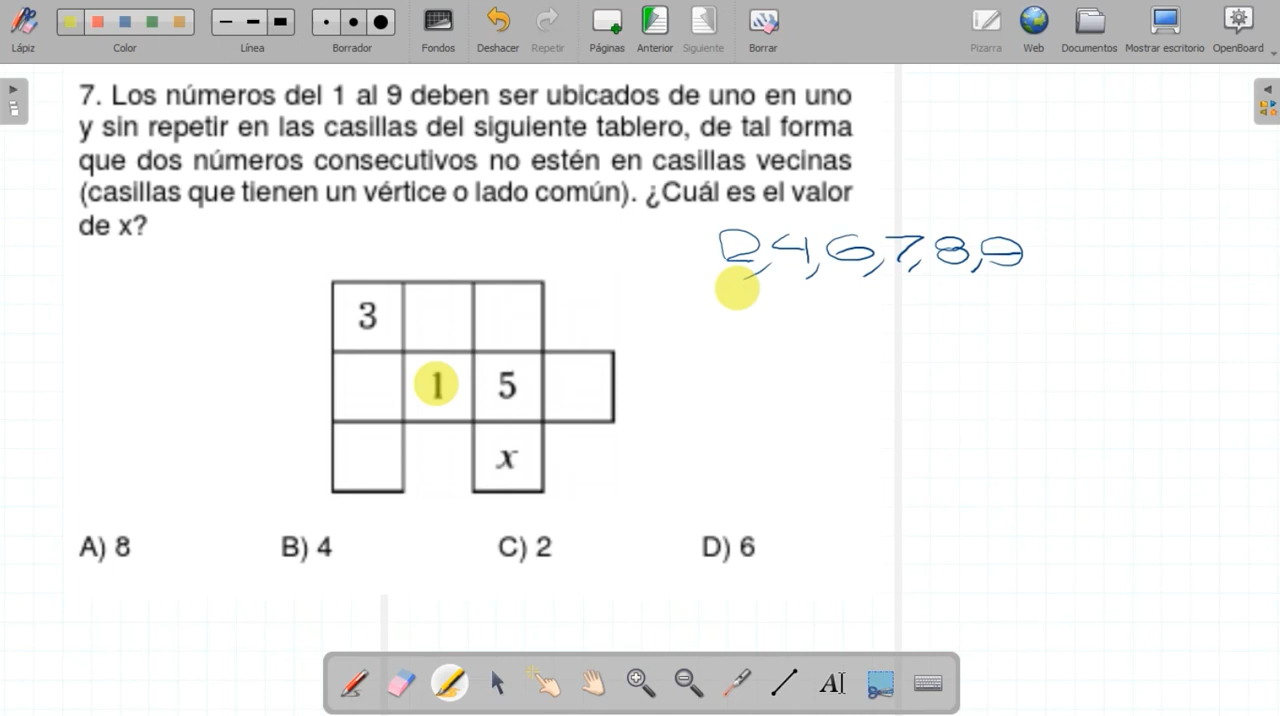 Lápiz
Color
Línea
Borrador
Fondos
Deshacer
Repetir
Páginas
Anterior
Siguiente
Borrar
Pizarra
Web
Documentos
Mostrar escritorio
OpenBoard
7. Los números del 1 al 9 deben ser ubicados de uno en uno
y sin repetir en las casillas del siguiente tablero, de tal forma
que dos números consecutivos no estén en casillas vecinas
(casillas que tienen un vértice o lado común). ¿Cuál es el valor
de x?
2,4,6,7,8,9
3
1 5
x
A) 8 B) 4 C) 2 D) 6
A